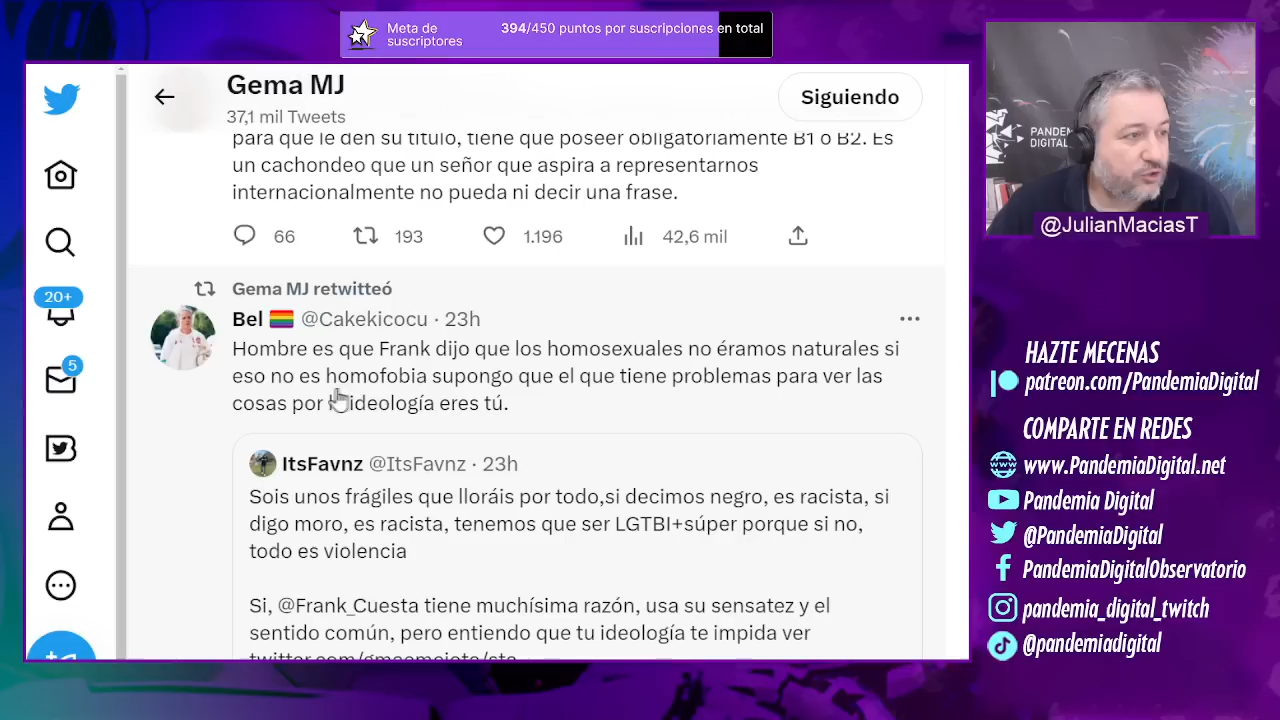 Meta de
suscriptores
394/450 puntos por suscripciones en total
Gema MJ
37,1 mil Tweets
Siguiendo
para que le den su título, tiene que poseer obligatoriamente B1 o B2. Es
un cachondeo que un señor que aspira a representarnos
internacionalmente no pueda ni decir una frase.
66
193
1.196
42,6 mil
20+
5
Gema MJ retwitteó
Bel 🏳️‍🌈 @Cakekicocu · 23h
Hombre es que Frank dijo que los homosexuales no éramos naturales si
eso no es homofobia supongo que el que tiene problemas para ver las
cosas por ideología eres tú.
ItsFavnz @ItsFavnz · 23h
Sois unos frágiles que lloráis por todo,si decimos negro, es racista, si
digo moro, es racista, tenemos que ser LGTBI+súper porque si no,
todo es violencia
Si, @Frank_Cuesta tiene muchísima razón, usa su sensatez y el
sentido común, pero entiendo que tu ideología te impida ver
PANDEM
DIGITAL
@JulianMaciasT
HAZTE MECENAS
patreon.com/PandemiaDigital
COMPARTE EN REDES
www.PandemiaDigital.net
Pandemia Digital
@PandemiaDigital
PandemiaDigitalObservatorio
pandemia_digital_twitch
@pandemiadigital